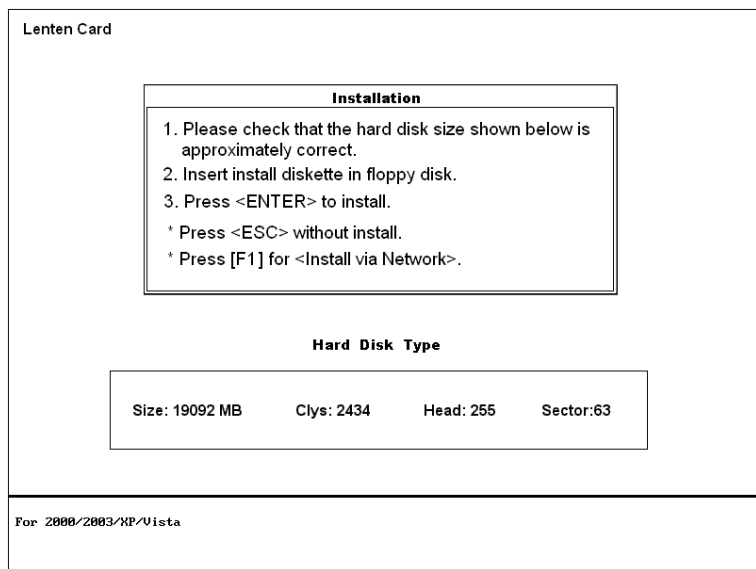 Lenten Card
Installation
1. Please check that the hard disk size shown below is
approximately correct.
2. Insert install diskette in floppy disk.
3. Press <ENTER> to install.
* Press <ESC> without install.
* Press [F1] for <Install via Network>.
Hard Disk Type
Size: 19092 MB Clys: 2434 Head: 255 Sector:63
For 2000/2003/XP/Vista